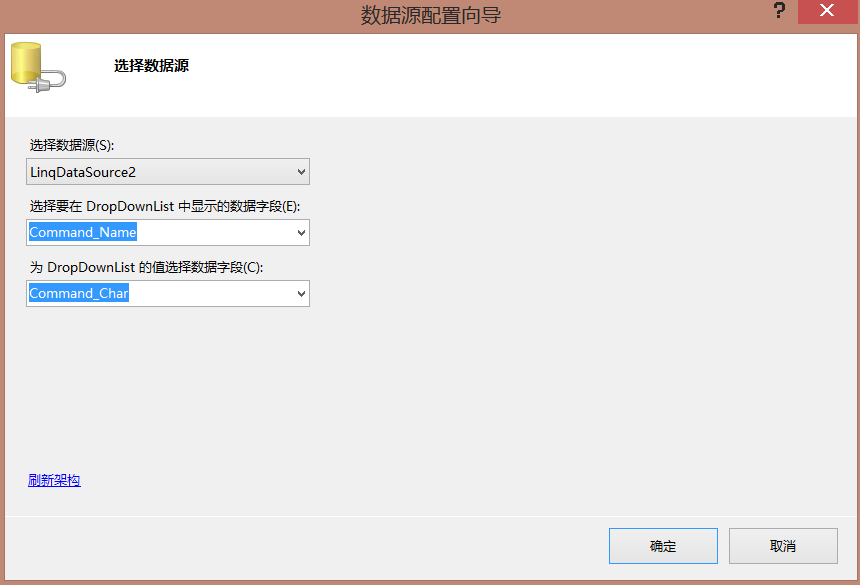 数据源配置向导
?
选择数据源
选择数据源(S):
LinqDataSource2
选择要在 DropDownList 中显示的数据字段(E):
Command_Name
为 DropDownList 的值选择数据字段(C):
Command_Char
刷新架构
确定
取消